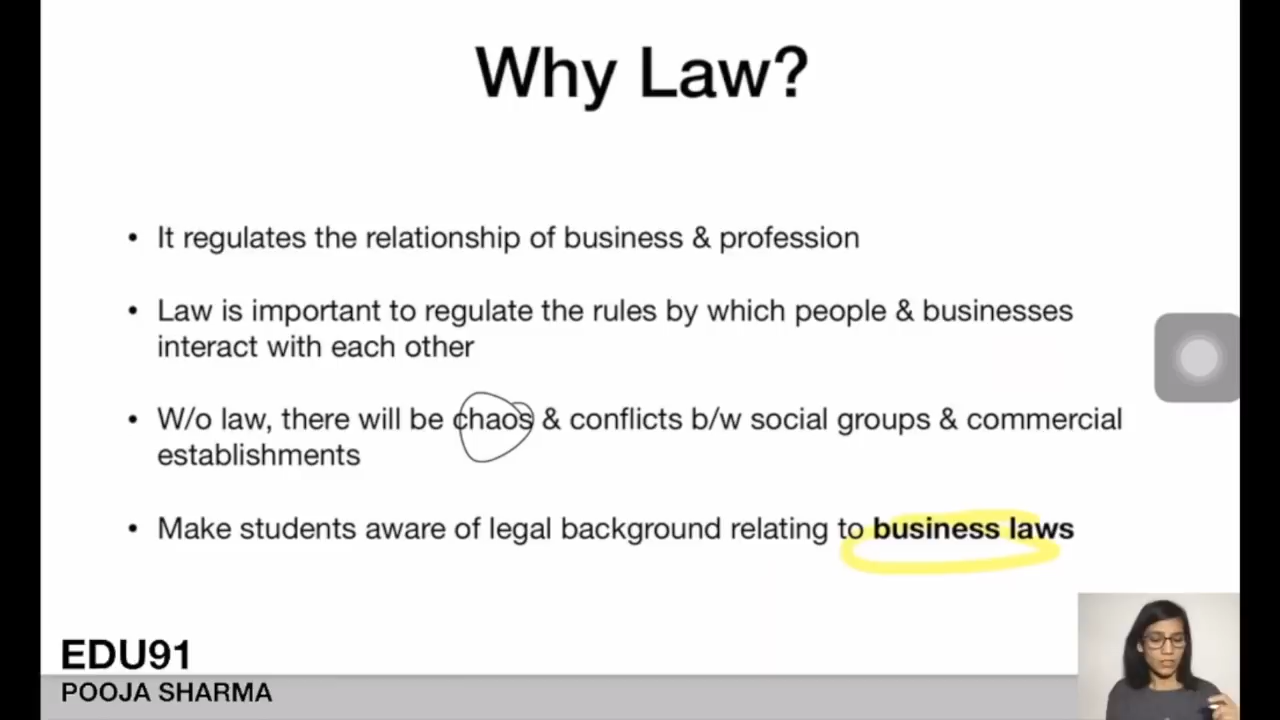 Why Law?
• It regulates the relationship of business & profession
• Law is important to regulate the rules by which people & businesses
interact with each other
• W/o law, there will be chaos & conflicts b/w social groups & commercial
establishments
• Make students aware of legal background relating to business laws
EDU91
POOJA SHARMA